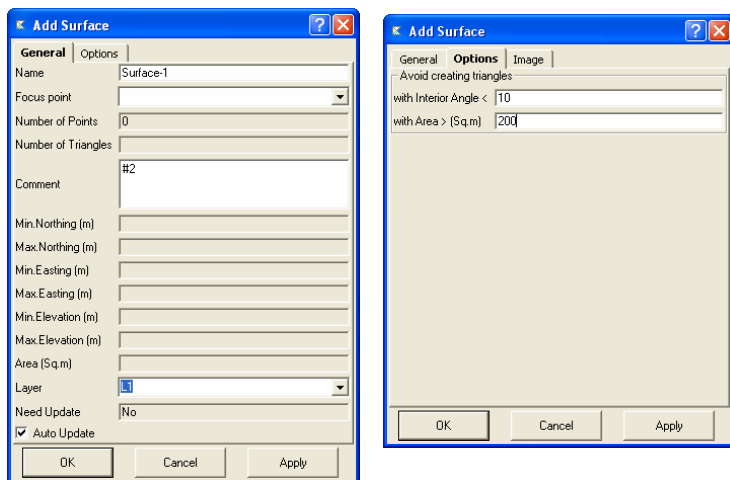 Add Surface
General Options
Name Surface-1
Focus point
Number of Points 0
Number of Triangles
Comment #2
Min.Northing (m)
Max.Northing (m)
Min.Easting (m)
Max.Easting (m)
Min.Elevation (m)
Max.Elevation (m)
Area (Sq.m)
Layer L1
Need Update No
Auto Update
OK Cancel Apply
Add Surface
General Options Image
Avoid creating triangles
with Interior Angle < 10
with Area > (Sq.m) 200
OK Cancel Apply